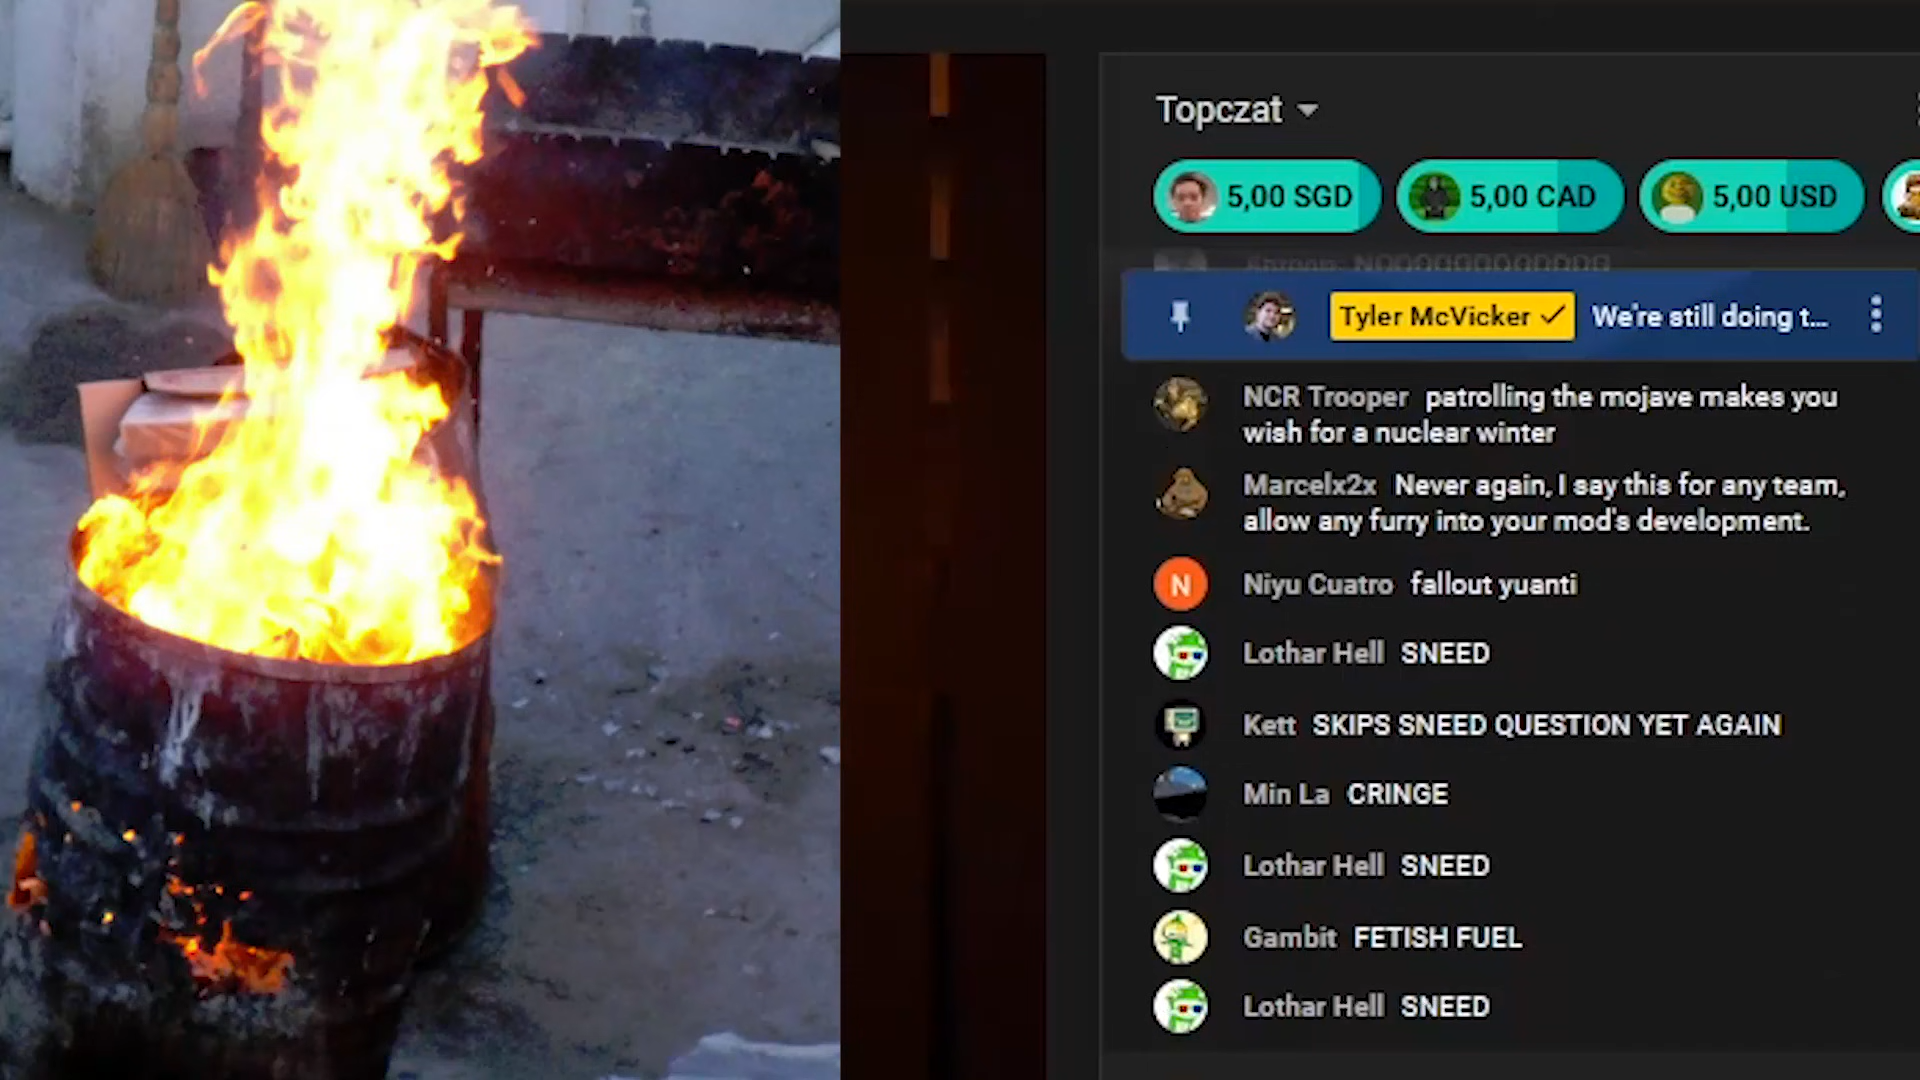 Topczat
5,00 SGD 5,00 CAD 5,00 USD
Tyler McVicker We're still doing t...
NCR Trooper patrolling the mojave makes you
wish for a nuclear winter
Marcelx2x Never again, I say this for any team,
allow any furry into your mod's development.
N Niyu Cuatro fallout yuanti
Lothar Hell SNEED
Kett SKIPS SNEED QUESTION YET AGAIN
Min La CRINGE
Lothar Hell SNEED
Gambit FETISH FUEL
Lothar Hell SNEED